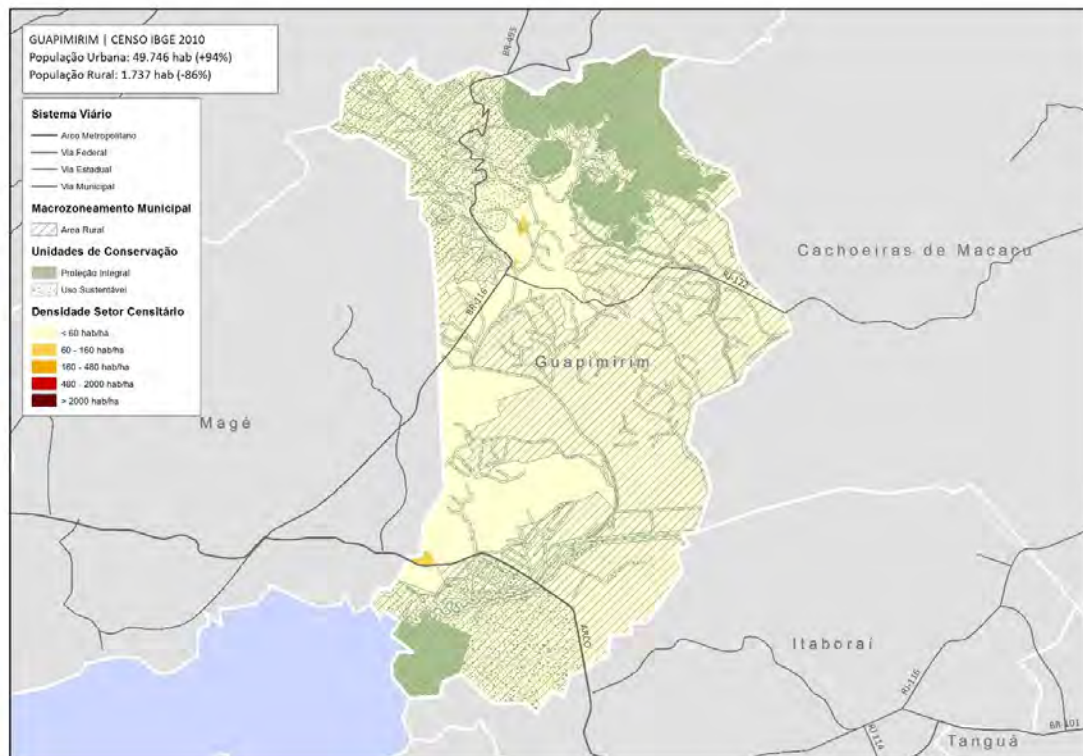 GUAPIMIRIM | CENSO IBGE 2010
População Urbana: 49.746 hab (+94%)
População Rural: 1.737 hab (-86%)
Sistema Viário
Arco Metropolitano
Via Federal
Via Estadual
Via Municipal
Macrozoneamento Municipal
Area Rural
Unidades de Conservação
Proteção Integral
Uso Sustentável
Densidade Setor Censitário
< 60 hab/ha
60 - 160 hab/ha
160 - 480 hab/ha
480 - 2000 hab/ha
> 2000 hab/ha
BR-493
Cachoeiras de Macacu
RJ-122
BR-116
Guapimirim
Magé
ARCO
Itaboraí
RJ-116
RJ-114
BR-101
Tanguá